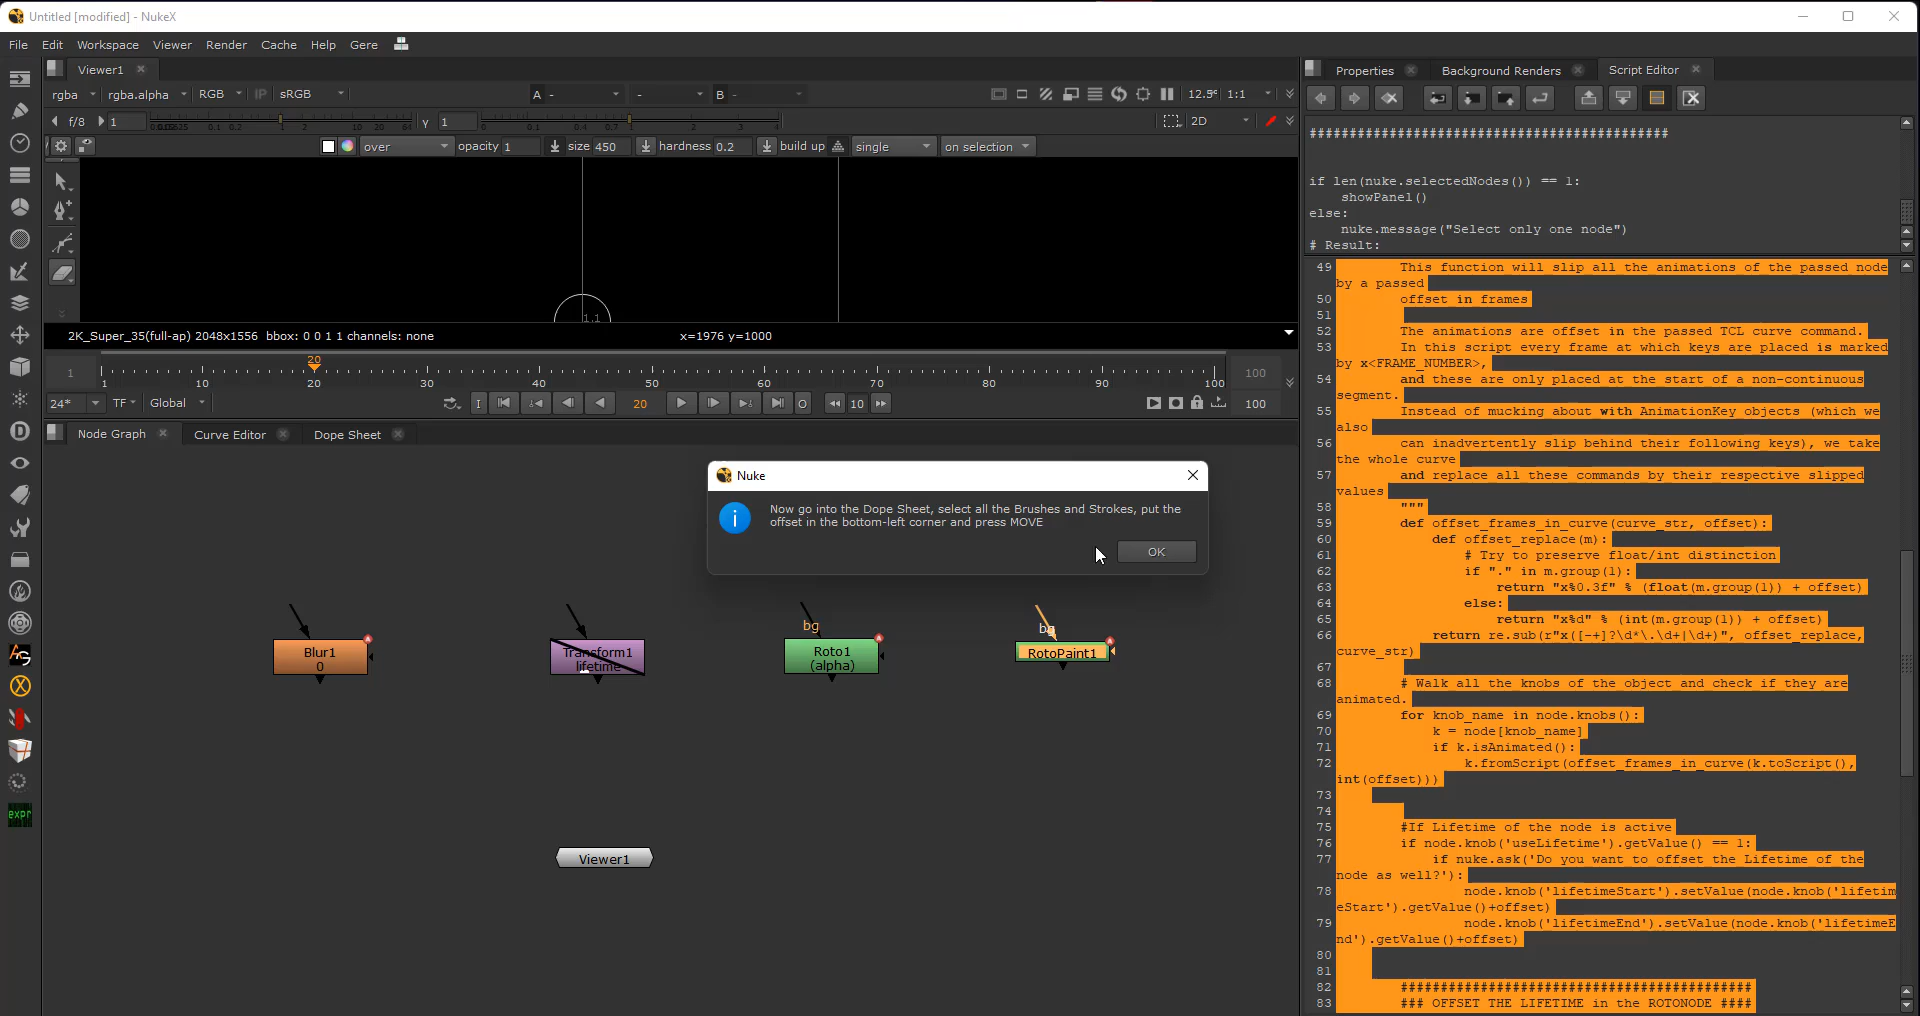 Untitled [modified] - NukeX
File Edit Workspace Viewer Render Cache Help Gere
Viewer1
rgba rgba.alpha RGB IP sRGB A - - B - 12.5% 1:1
f/8 1 γ 1 2D
over opacity 1 size 450 hardness 0.2 build up single on selection
1,1
2K_Super_35(full-ap) 2048x1556 bbox: 0 0 1 1 channels: none x=1976 y=1000
20
1 1 10 20 30 40 50 60 70 80 90 100 100
24* TF Global I 20 O 10 100
Node Graph Curve Editor Dope Sheet
Nuke
Now go into the Dope Sheet, select all the Brushes and Strokes, put the
offset in the bottom-left corner and press MOVE
OK
bg
bg
Blur1
0
Transform1
lifetime
Roto1
(alpha)
RotoPaint1
Viewer1
expr
Properties Background Renders Script Editor
#############################################
if len(nuke.selectedNodes()) == 1:
showPanel()
else:
nuke.message("Select only one node")
# Result:
49 This function will slip all the animations of the passed node
by a passed
50 offset in frames
51
52 The animations are offset in the passed TCL curve command.
53 In this script every frame at which keys are placed is marked
by x<FRAME_NUMBER>,
54 and these are only placed at the start of a non-continuous
segment.
55 Instead of mucking about with AnimationKey objects (which we
also
56 can inadvertently slip behind their following keys), we take
the whole curve
57 and replace all these commands by their respective slipped
values
58 """
59 def offset_frames_in_curve(curve_str, offset):
60 def offset_replace(m):
61 # Try to preserve float/int distinction
62 if "." in m.group(1):
63 return "x%0.3f" % (float(m.group(1)) + offset)
64 else:
65 return "x%d" % (int(m.group(1)) + offset)
66 return re.sub(r"x([-+]?\d*\.\d+|\d+)", offset_replace,
curve_str)
67
68 # Walk all the knobs of the object and check if they are
animated.
69 for knob_name in node.knobs():
70 k = node[knob_name]
71 if k.isAnimated():
72 k.fromScript(offset_frames_in_curve(k.toScript(),
int(offset)))
73
74
75 #If Lifetime of the node is active
76 if node.knob('useLifetime').getValue() == 1:
77 if nuke.ask('Do you want to offset the Lifetime of the
node as well?'):
78 node.knob('lifetimeStart').setValue(node.knob('lifetim
eStart').getValue()+offset)
79 node.knob('lifetimeEnd').setValue(node.knob('lifetimeE
nd').getValue()+offset)
80
81
82 ############################################
83 ### OFFSET THE LIFETIME in the ROTONODE ####